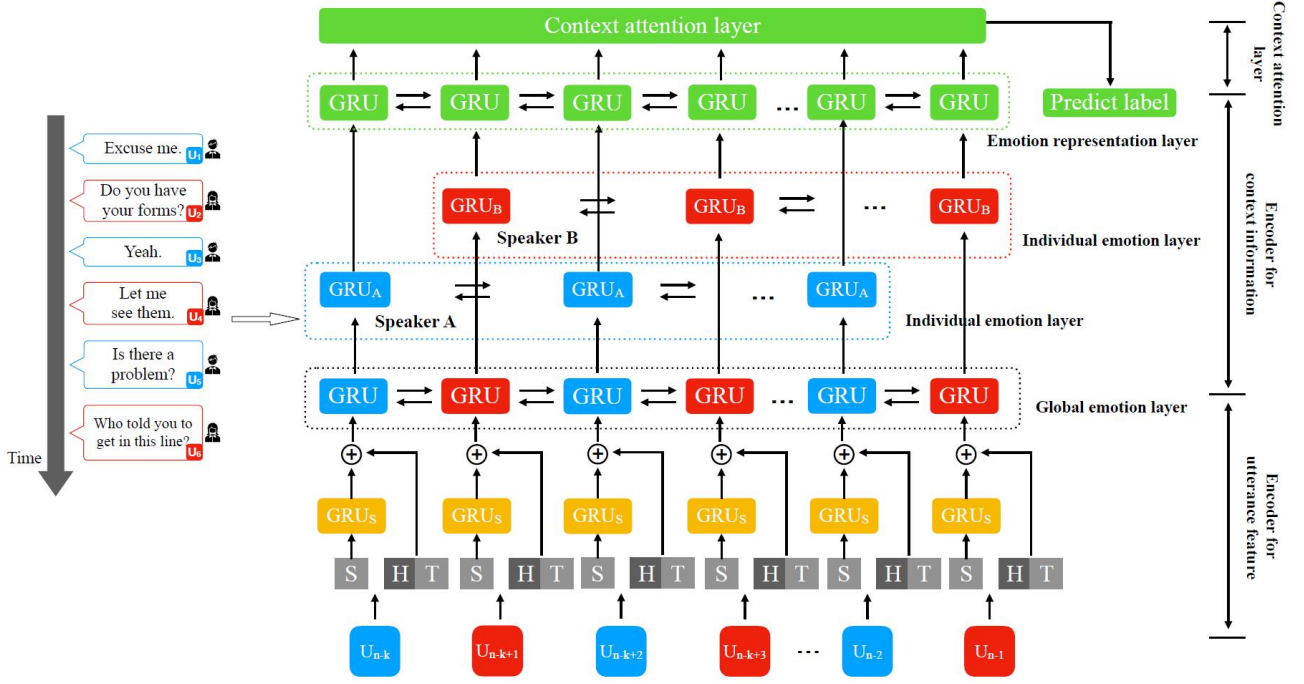 Context attention layer
GRU GRU GRU GRU ... GRU GRU
Predict label
Emotion representation layer
Context attention
layer
Excuse me. U1
Do you have
your forms? U2
Yeah. U3
Let me
see them. U4
Is there a
problem? U5
Who told you to
get in this line? U6
Time
GRUB GRUB ... GRUB
Speaker B
Individual emotion layer
GRUA GRUA ... GRUA
Speaker A
Individual emotion layer
Encoder for
context information
GRU GRU GRU GRU ... GRU GRU
Global emotion layer
GRUS GRUS GRUS GRUS GRUS GRUS
S H T S H T S H T S H T S H T S H T
Encoder for
utterance feature
Un-k Un-k+1 Un-k+2 Un-k+3 ... Un-2 Un-1